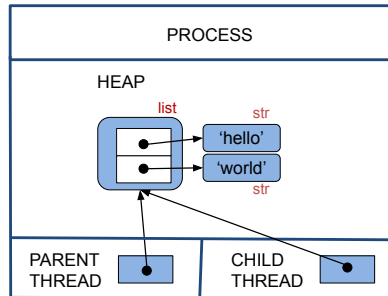 PROCESS
HEAP
list
str
‘hello’
‘world’
str
PARENT
THREAD
CHILD
THREAD